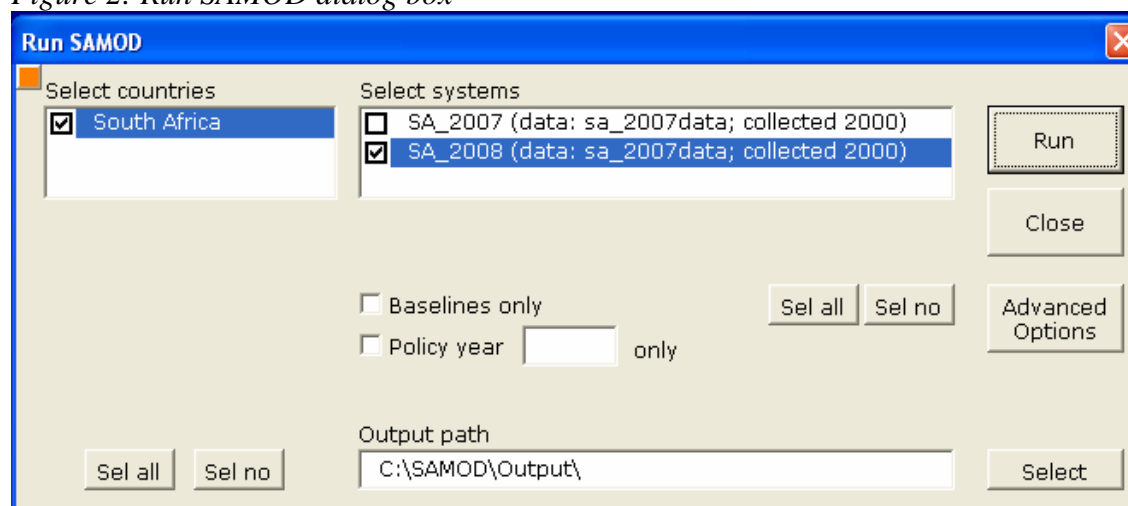 Figure 2: Run SAMOD dialog box
Run SAMOD
Select countries
South Africa
Select systems
SA_2007 (data: sa_2007data; collected 2000)
SA_2008 (data: sa_2007data; collected 2000)
Run
Close
Baselines only
Policy year only
Sel all Sel no
Advanced
Options
Output path
C:\SAMOD\Output\
Sel all Sel no
Select